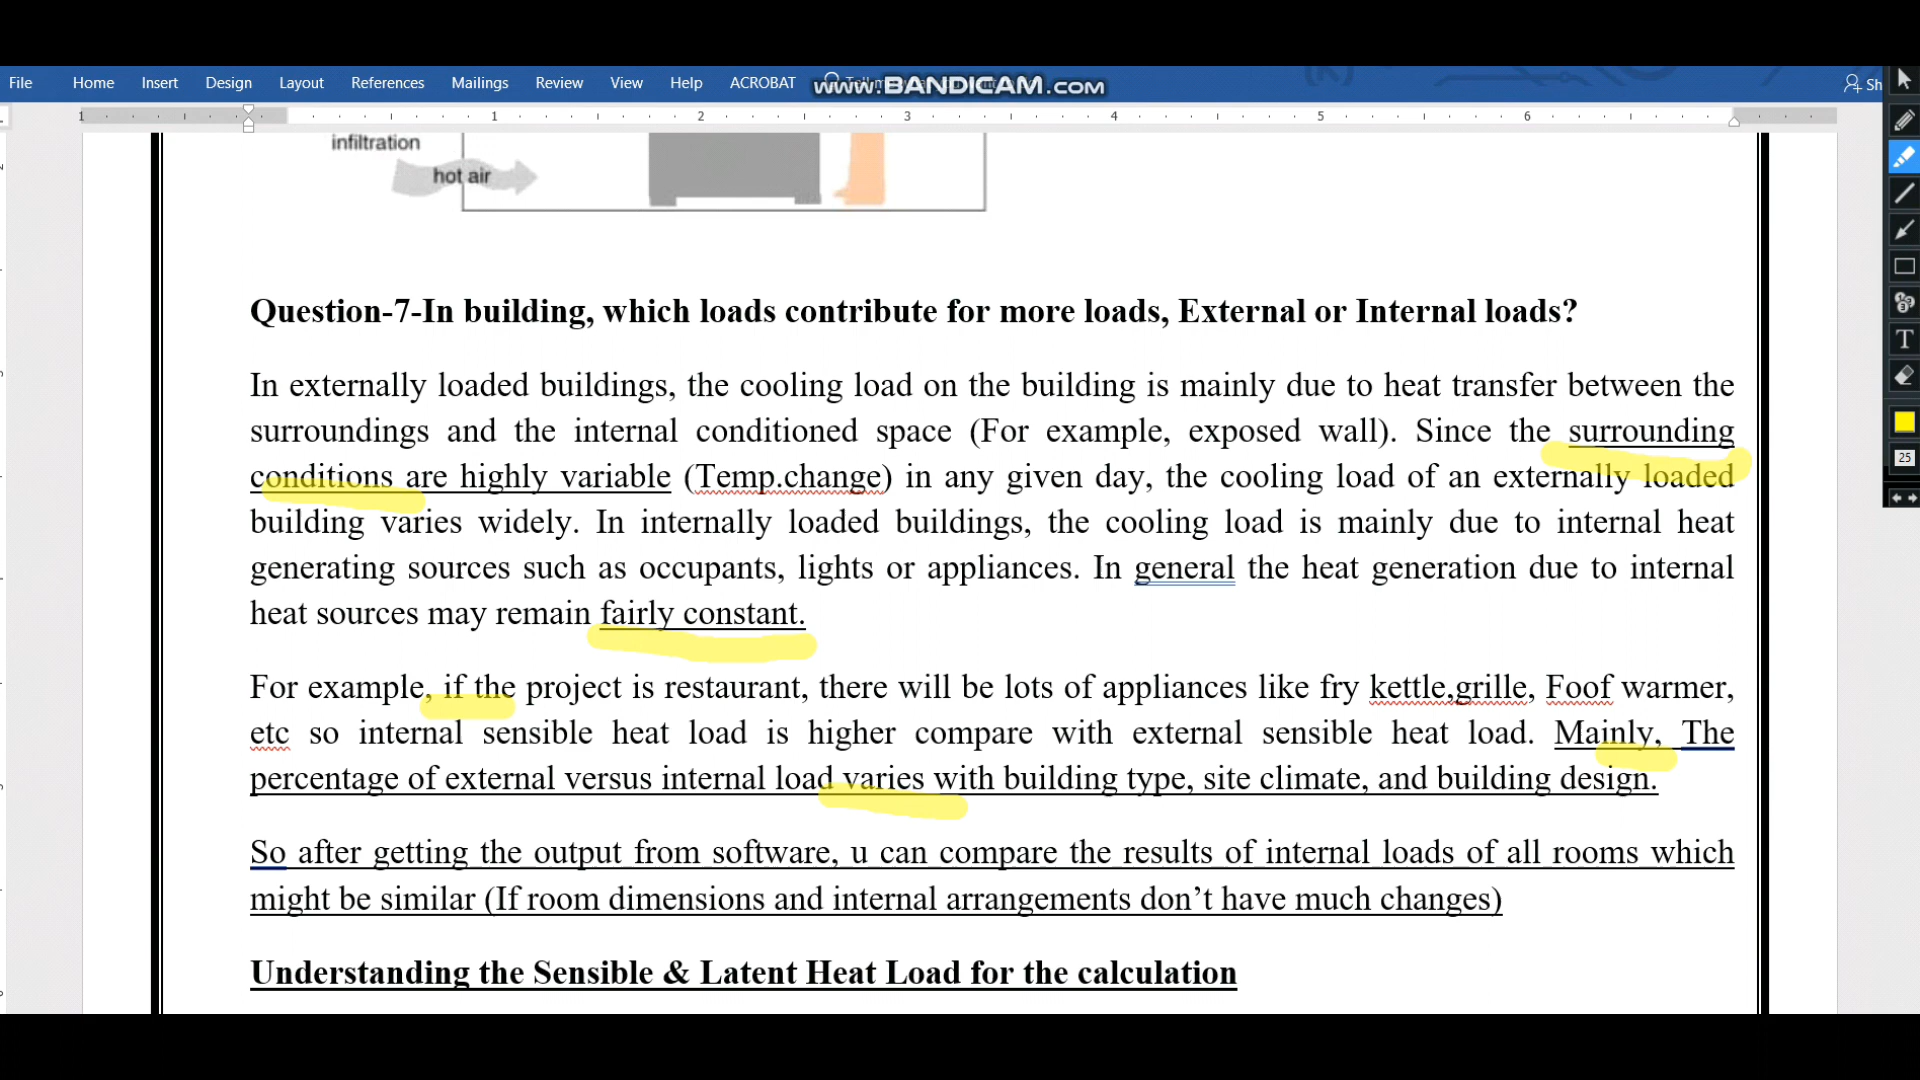 www.BANDICAM.com
File Home Insert Design Layout References Mailings Review View Help ACROBAT Sh
1 1 2 3 4 5 6
infiltration
hot air
Question-7-In building, which loads contribute for more loads, External or Internal loads?
In externally loaded buildings, the cooling load on the building is mainly due to heat transfer between the
surroundings and the internal conditioned space (For example, exposed wall). Since the surrounding
conditions are highly variable (Temp.change) in any given day, the cooling load of an externally loaded
building varies widely. In internally loaded buildings, the cooling load is mainly due to internal heat
generating sources such as occupants, lights or appliances. In general the heat generation due to internal
heat sources may remain fairly constant.
For example, if the project is restaurant, there will be lots of appliances like fry kettle,grille, Foof warmer,
etc so internal sensible heat load is higher compare with external sensible heat load. Mainly, The
percentage of external versus internal load varies with building type, site climate, and building design.
So after getting the output from software, u can compare the results of internal loads of all rooms which
might be similar (If room dimensions and internal arrangements don’t have much changes)
Understanding the Sensible & Latent Heat Load for the calculation
T
25